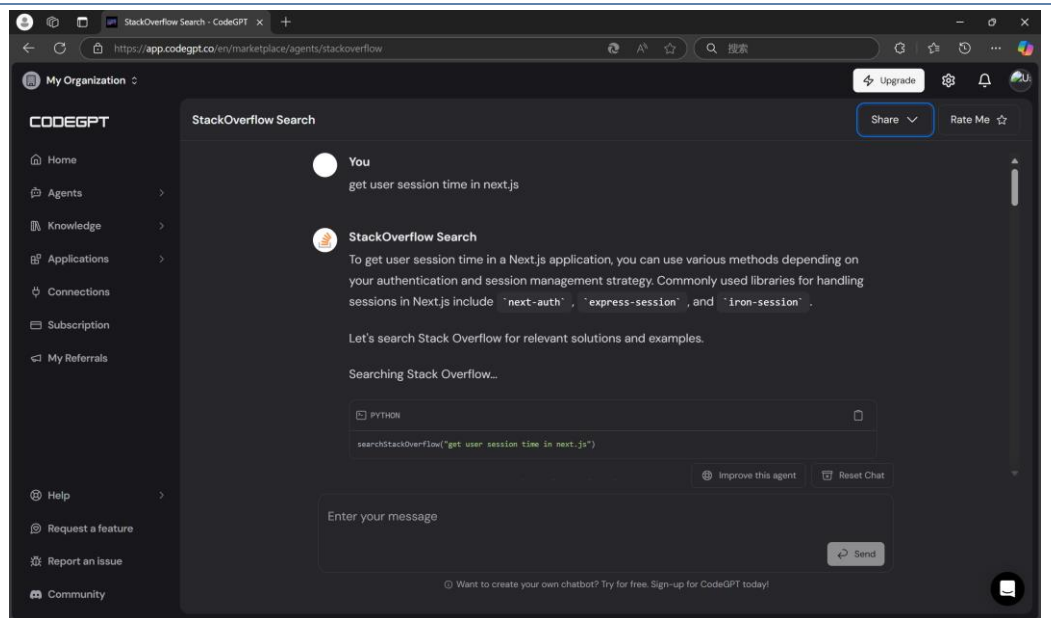 StackOverflow Search - CodeGPT
https://app.codegpt.co/en/marketplace/agents/stackoverflow
搜索
My Organization
Upgrade
CODEGPT
StackOverflow Search
Share
Rate Me
Home
Agents
Knowledge
Applications
Connections
Subscription
My Referrals
You
get user session time in next.js
StackOverflow Search
To get user session time in a Next.js application, you can use various methods depending on
your authentication and session management strategy. Commonly used libraries for handling
sessions in Next.js include `next-auth` , `express-session` , and `iron-session` .
Let's search Stack Overflow for relevant solutions and examples.
Searching Stack Overflow...
PYTHON
searchStackOverflow("get user session time in next.js")
Improve this agent
Reset Chat
Help
Request a feature
Report an issue
Community
Enter your message
Send
Want to create your own chatbot? Try for free. Sign-up for CodeGPT today!